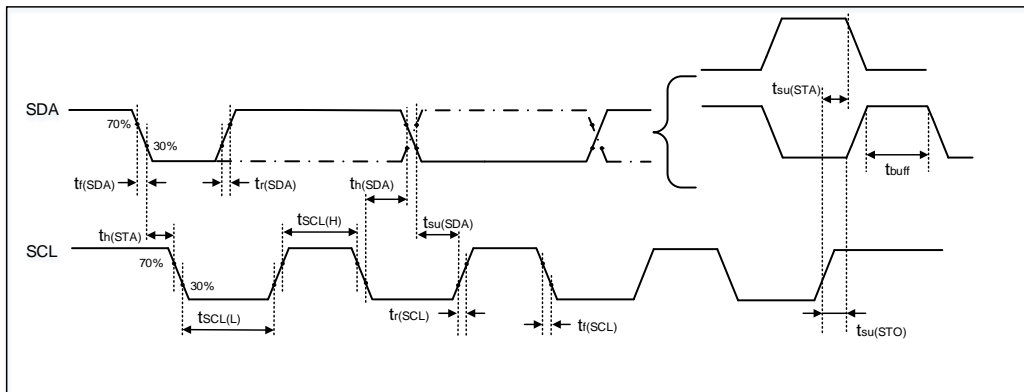 tsu(STA)
SDA
70%
30%
tf(SDA)
tr(SDA)
th(SDA)
tbuff
th(STA)
tSCL(H)
tsu(SDA)
SCL
70%
30%
tSCL(L)
tr(SCL)
tf(SCL)
tsu(STO)